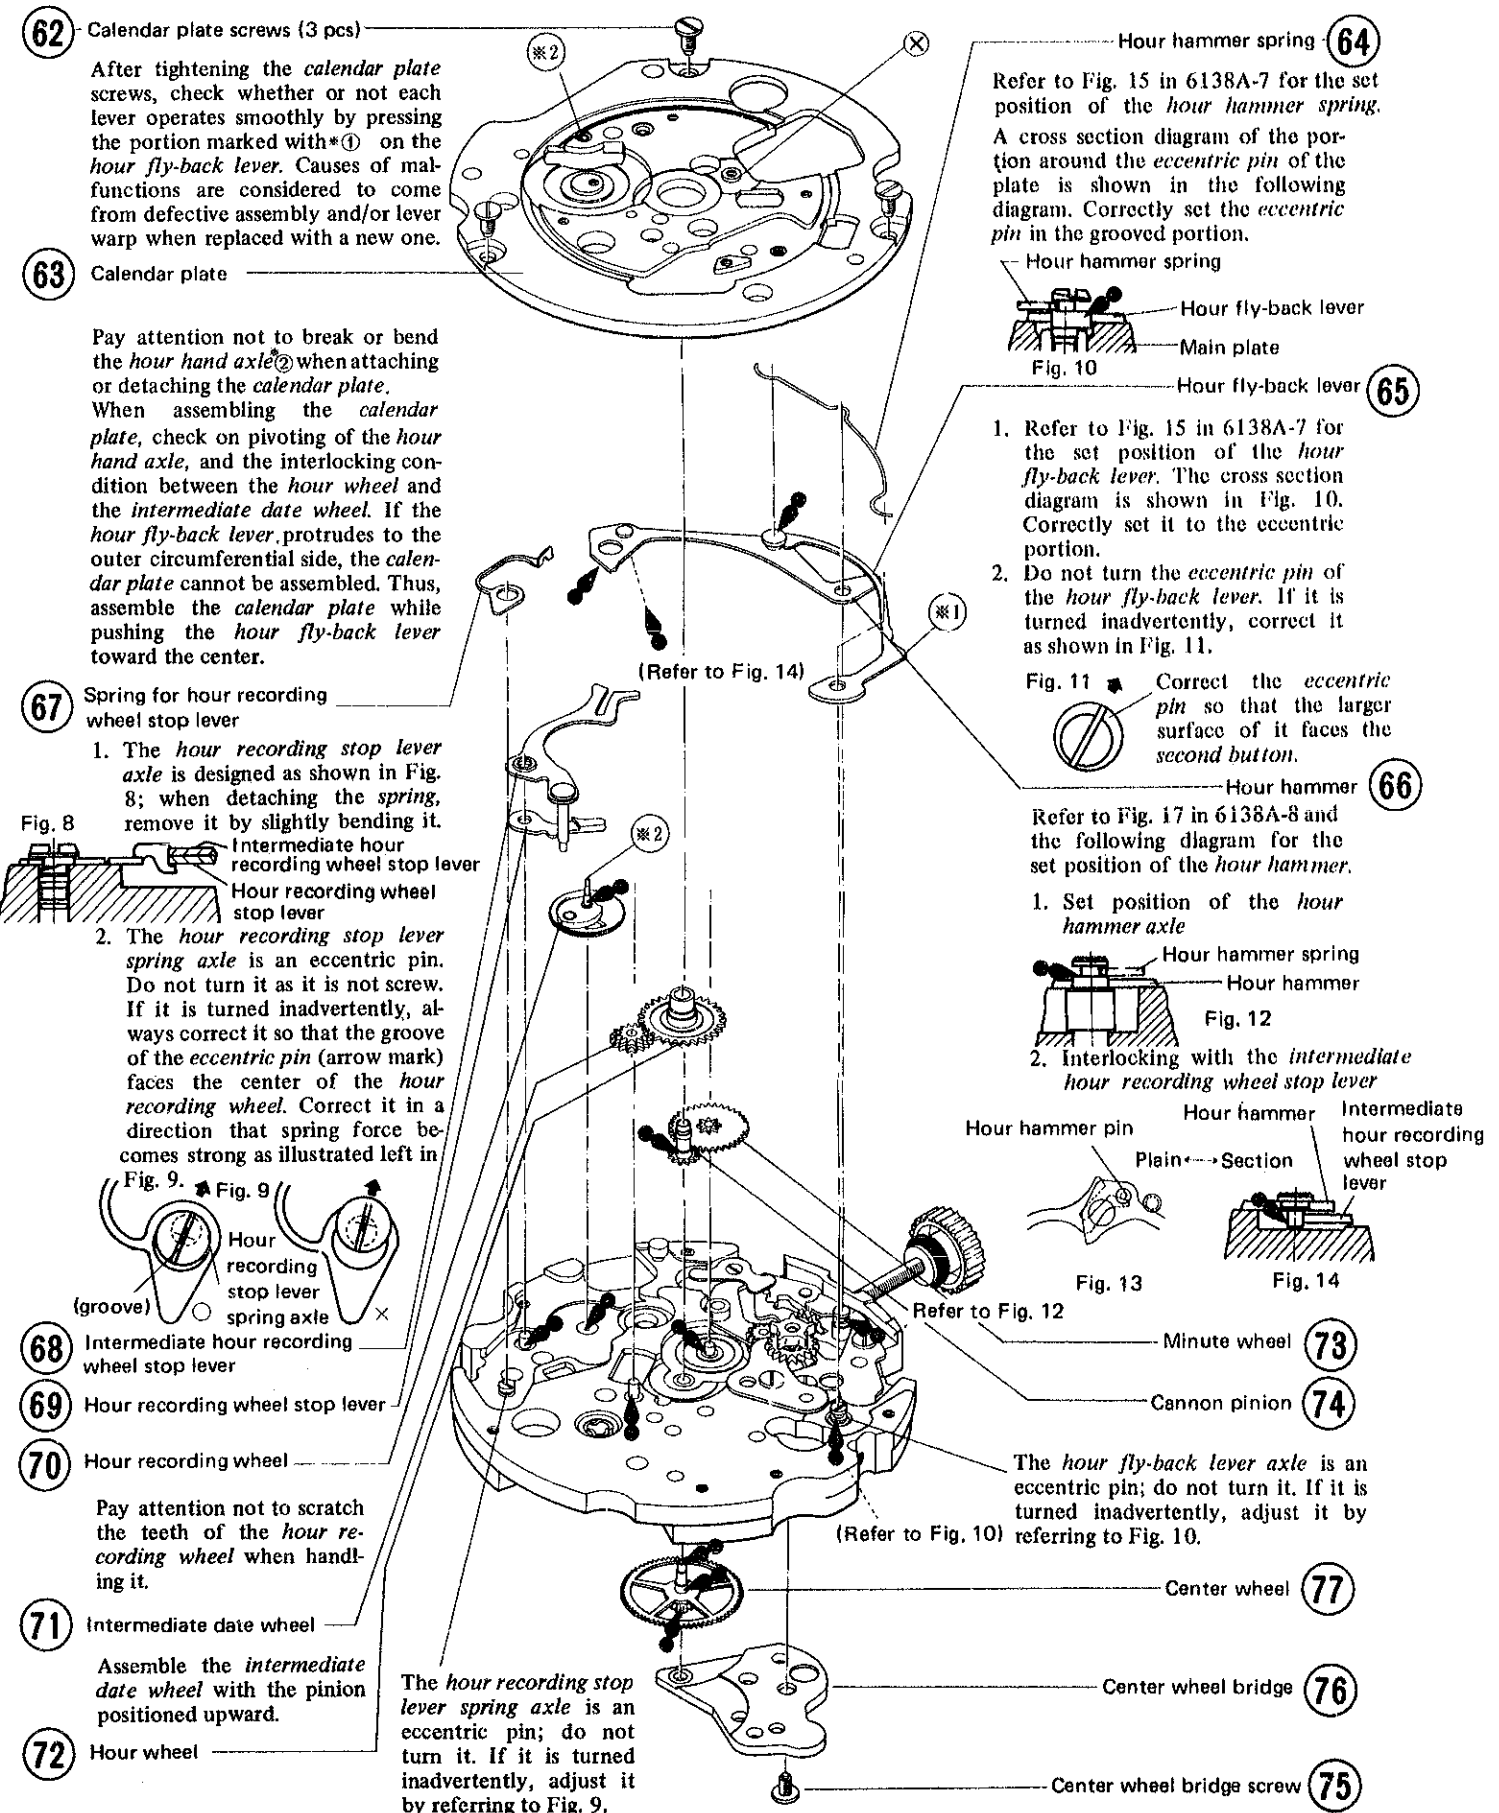 62 Calendar plate screws (3 pcs)
After tightening the calendar plate
screws, check whether or not each
lever operates smoothly by pressing
the portion marked with*① on the
hour fly-back lever. Causes of mal-
functions are considered to come
from defective assembly and/or lever
warp when replaced with a new one.
63 Calendar plate
Pay attention not to break or bend
the hour hand axle*② when attaching
or detaching the calendar plate.
When assembling the calendar
plate, check on pivoting of the hour
hand axle, and the interlocking con-
dition between the hour wheel and
the intermediate date wheel. If the
hour fly-back lever protrudes to the
outer circumferential side, the calen-
dar plate cannot be assembled. Thus,
assemble the calendar plate while
pushing the hour fly-back lever
toward the center.
67 Spring for hour recording
wheel stop lever
1. The hour recording stop lever
axle is designed as shown in Fig.
8; when detaching the spring,
remove it by slightly bending it.
Fig. 8
Intermediate hour
recording wheel stop lever
Hour recording wheel
stop lever
2. The hour recording stop lever
spring axle is an eccentric pin.
Do not turn it as it is not screw.
If it is turned inadvertently, al-
ways correct it so that the groove
of the eccentric pin (arrow mark)
faces the center of the hour
recording wheel. Correct it in a
direction that spring force be-
comes strong as illustrated left in
Fig. 9.
Fig. 9
Hour
recording
stop lever
spring axle
(groove)
○
×
68 Intermediate hour recording
wheel stop lever
69 Hour recording wheel stop lever
70 Hour recording wheel
Pay attention not to scratch
the teeth of the hour re-
cording wheel when handl-
ing it.
71 Intermediate date wheel
Assemble the intermediate
date wheel with the pinion
positioned upward.
72 Hour wheel
The hour recording stop
lever spring axle is an
eccentric pin; do not
turn it. If it is turned
inadvertently, adjust it
by referring to Fig. 9.
※2
×
(Refer to Fig. 14)
※1
※2
Refer to Fig. 12
(Refer to Fig. 10)
Hour hammer spring 64
Refer to Fig. 15 in 6138A-7 for the set
position of the hour hammer spring.
A cross section diagram of the por-
tion around the eccentric pin of the
plate is shown in the following
diagram. Correctly set the eccentric
pin in the grooved portion.
Hour hammer spring
Hour fly-back lever
Main plate
Fig. 10
Hour fly-back lever 65
1. Refer to Fig. 15 in 6138A-7 for
the set position of the hour
fly-back lever. The cross section
diagram is shown in Fig. 10.
Correctly set it to the eccentric
portion.
2. Do not turn the eccentric pin of
the hour fly-back lever. If it is
turned inadvertently, correct it
as shown in Fig. 11.
Fig. 11
Correct the eccentric
pin so that the larger
surface of it faces the
second button.
Hour hammer 66
Refer to Fig. 17 in 6138A-8 and
the following diagram for the
set position of the hour hammer.
1. Set position of the hour
hammer axle
Hour hammer spring
Hour hammer
Fig. 12
2. Interlocking with the intermediate
hour recording wheel stop lever
Hour hammer pin
Plain←--→Section
Hour hammer
Intermediate
hour recording
wheel stop
lever
Fig. 13
Fig. 14
Minute wheel 73
Cannon pinion 74
The hour fly-back lever axle is an
eccentric pin; do not turn it. If it is
turned inadvertently, adjust it by
referring to Fig. 10.
Center wheel 77
Center wheel bridge 76
Center wheel bridge screw 75